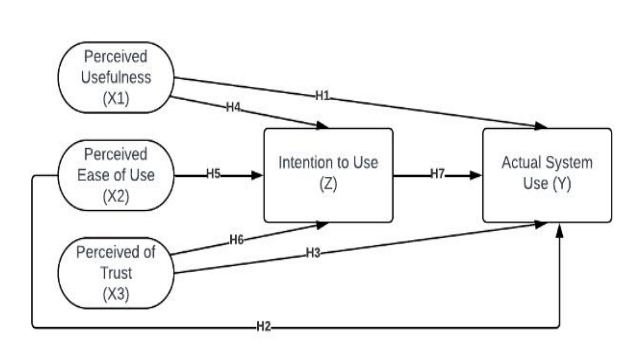 Perceived
Usefulness
(X1)
H1
H4
Perceived
Ease of Use
(X2)
H5
Intention to Use
(Z)
H7
Actual System
Use (Y)
H6
H3
Perceived of
Trust
(X3)
H2